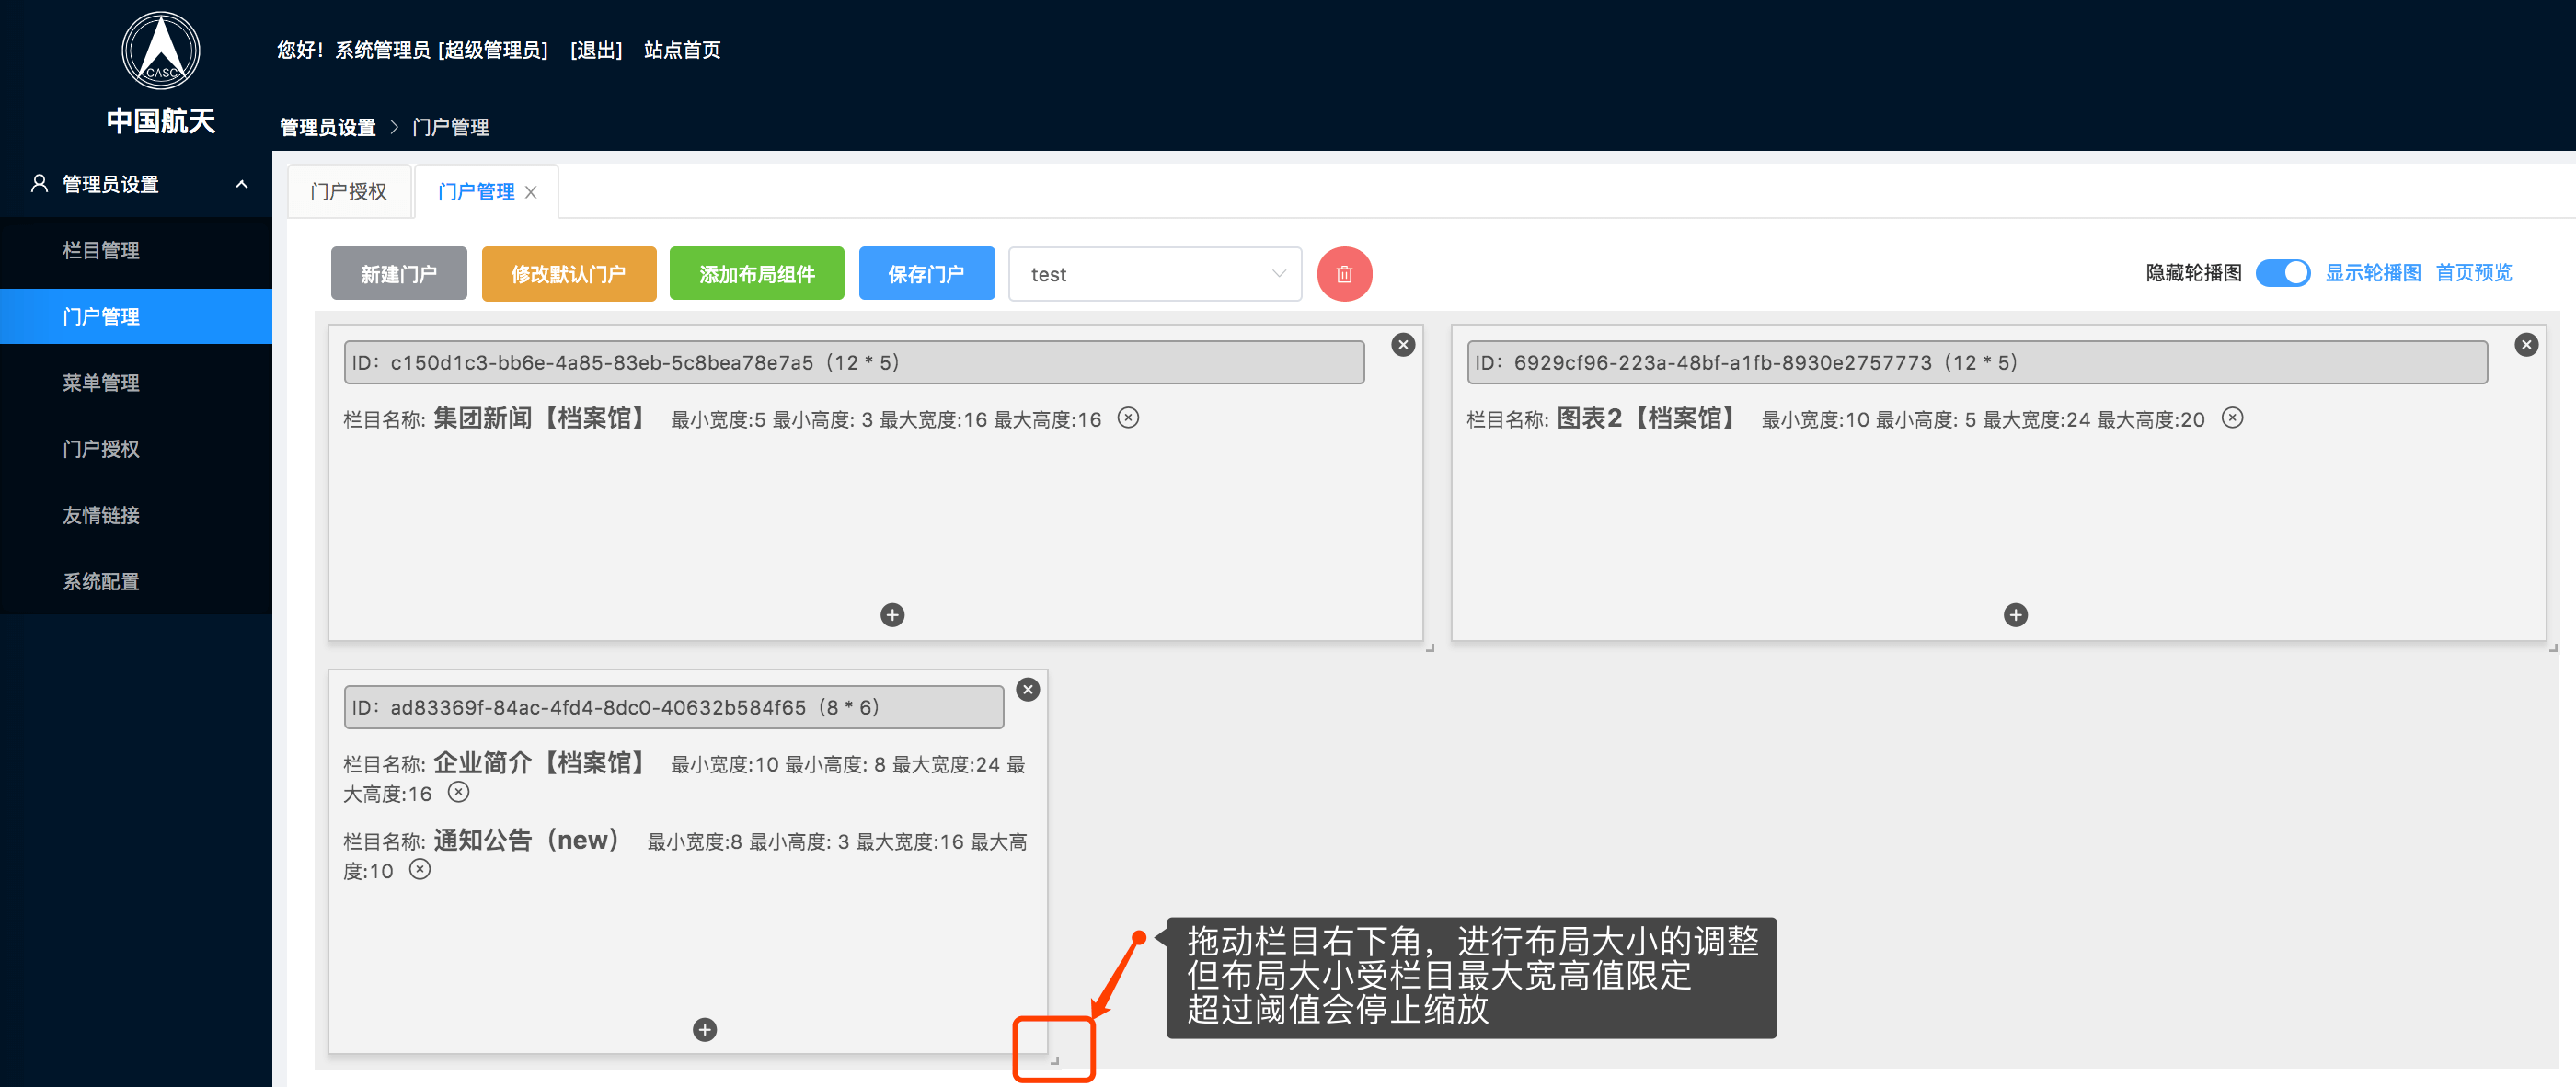 CASC
中国航天
您好！系统管理员 [超级管理员] [退出] 站点首页
管理员设置 > 门户管理
管理员设置
栏目管理
门户管理
菜单管理
门户授权
友情链接
系统配置
门户授权 门户管理
新建门户 修改默认门户 添加布局组件 保存门户 test 隐藏轮播图 显示轮播图 首页预览
ID：c150d1c3-bb6e-4a85-83eb-5c8bea78e7a5（12 * 5）
栏目名称: 集团新闻【档案馆】 最小宽度:5 最小高度: 3 最大宽度:16 最大高度:16
ID：6929cf96-223a-48bf-a1fb-8930e2757773（12 * 5）
栏目名称: 图表2【档案馆】 最小宽度:10 最小高度: 5 最大宽度:24 最大高度:20
ID：ad83369f-84ac-4fd4-8dc0-40632b584f65（8 * 6）
栏目名称: 企业简介【档案馆】 最小宽度:10 最小高度: 8 最大宽度:24 最
大高度:16
栏目名称: 通知公告（new） 最小宽度:8 最小高度: 3 最大宽度:16 最大高
度:10
拖动栏目右下角，进行布局大小的调整
但布局大小受栏目最大宽高值限定
超过阈值会停止缩放